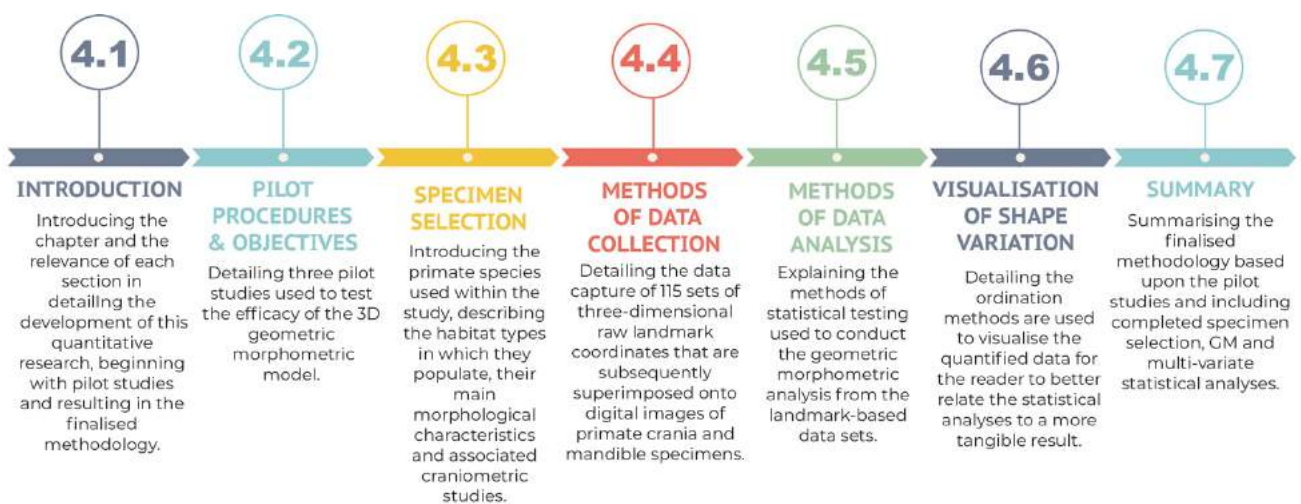 4.1
INTRODUCTION
Introducing the
chapter and the
relevance of each
section in
detailIng the
development of this
quantitative
research, beginning
with pilot studies
and resulting in the
finalised
methodology.
4.2
PILOT
PROCEDURES
& OBJECTIVES
Detailing three pilot
studies used to test
the efficacy of the 3D
geometric
morphometric
model.
4.3
SPECIMEN
SELECTION
Introducing the
primate species
used within the
study, describing
the habitat types
in which they
populate, their
main
morphological
characteristics
and associated
craniometric
studies.
4.4
METHODS
OF DATA
COLLECTION
Detailing the data
capture of 115 sets of
three-dimensional
raw landmark
coordinates that are
subsequently
superimposed onto
digital images of
primate crania and
mandible specimens.
4.5
METHODS
OF DATA
ANALYSIS
Explaining the
methods of
statistical testing
used to conduct
the geometric
morphometric
analysis from the
landmark-based
data sets.
4.6
VISUALISATION
OF SHAPE
VARIATION
Detailing the
ordination
methods are used
to visualise the
quantified data for
the reader to better
relate the statistical
analyses to a more
tangible result.
4.7
SUMMARY
Summarising the
finalised
methodology based
upon the pilot
studies and including
completed specimen
selection, GM and
multi-variate
statistical analyses.